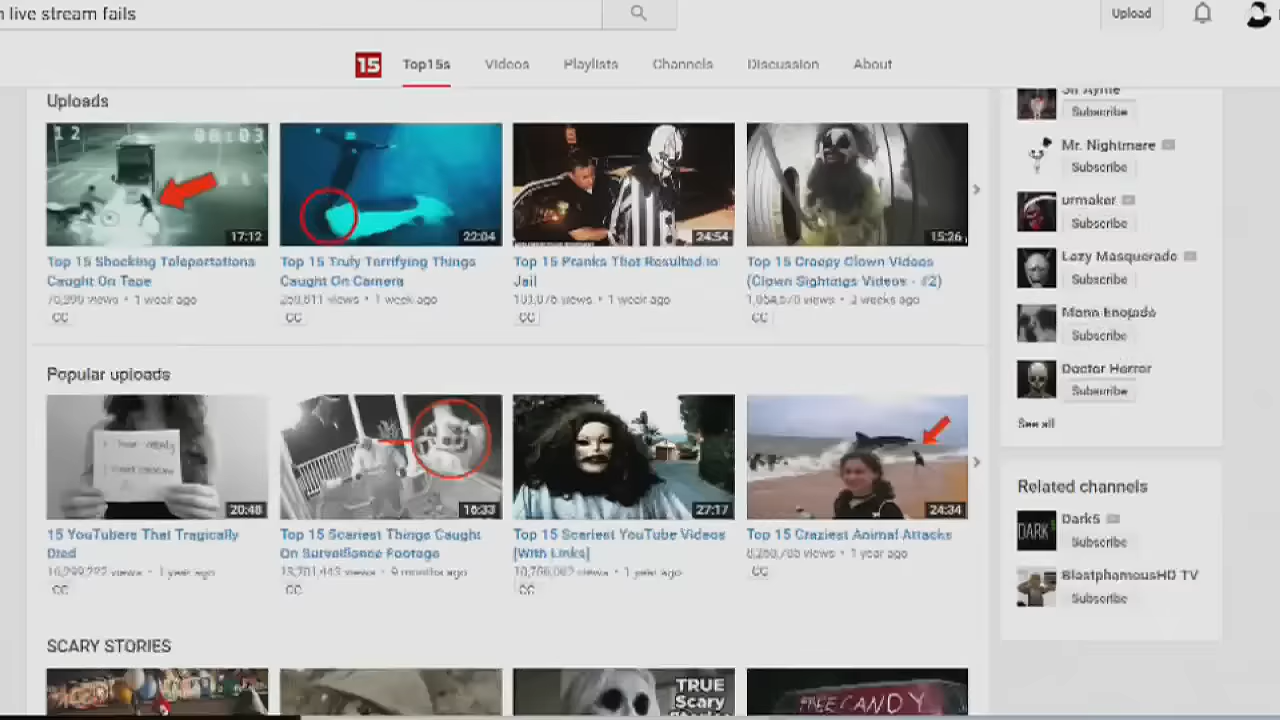 live stream fails
Upload
15 Top15s Videos Playlists Channels Discussion About
Uploads
12 08:03
17:12
22:04
24:54
15:26
Top 15 Shocking Teleportations
Caught On Tape
1 week ago
CC
Top 15 Truly Terrifying Things
Caught On Camera
1 week ago
CC
Top 15 Pranks That Resulted In
Jail
1 week ago
CC
Top 15 Creepy Clown Videos
(Clown Sightings Videos - #2)
2 weeks ago
CC
Popular uploads
20:48
16:33
27:17
24:34
15 YouTubers That Tragically
Died
1 year ago
CC
Top 15 Scariest Things Caught
On Surveillance Footage
9 months ago
CC
Top 15 Scariest YouTube Videos
[With Links]
1 year ago
CC
Top 15 Craziest Animal Attacks
1 year ago
CC
SCARY STORIES
TRUE
Scary
FREE CANDY
Subscribe
Mr. Nightmare
Subscribe
urmaker
Subscribe
Lazy Masquerade
Subscribe
Subscribe
Doctor Horror
Subscribe
See all
Related channels
DARK
Dark5
Subscribe
BlastphamousHD TV
Subscribe